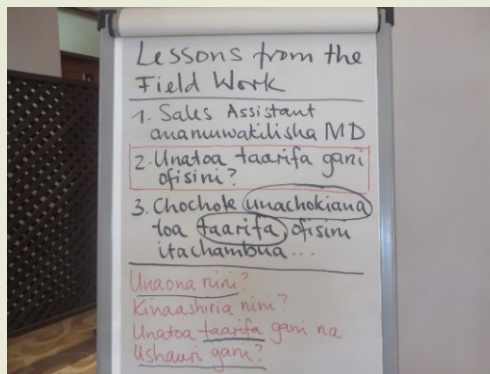 Lessons from the
Field Work
1. Sales Assistant
anamuwakilisha MD
2. Unatoa taarifa gani
ofisini?
3. Chochote unachokiana
toa taarifa ofisini
itachambua...
Unaona nini?
Kinaashiria nini?
Unatoa taarifa gani na
Ushauri gani?